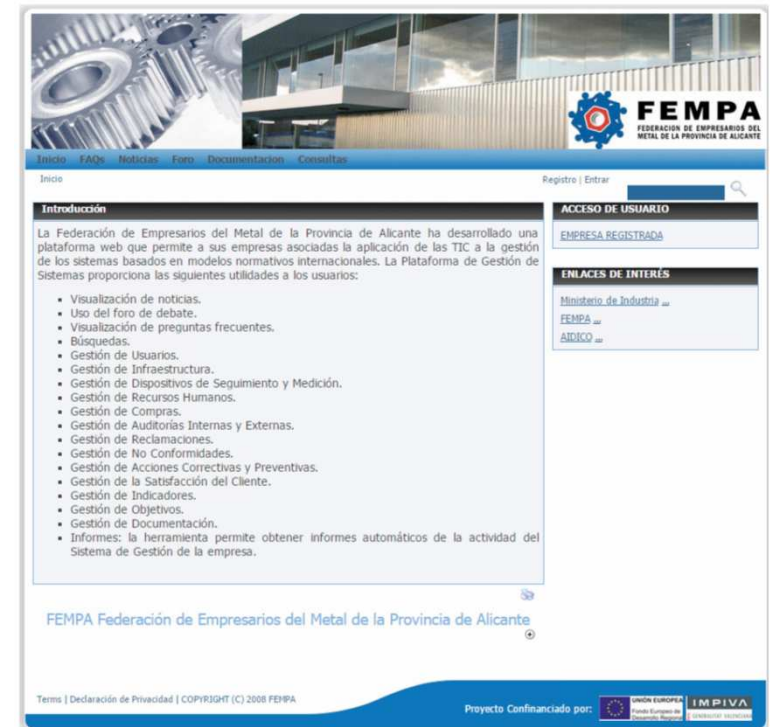 FEMPA
FEDERACION DE EMPRESARIOS DEL
METAL DE LA PROVINCIA DE ALICANTE
Inicio FAQs Noticias Foro Documentacion Consultas
Inicio
Registro | Entrar
Introducción
La Federación de Empresarios del Metal de la Provincia de Alicante ha desarrollado una
plataforma web que permite a sus empresas asociadas la aplicación de las TIC a la gestión
de los sistemas basados en modelos normativos internacionales. La Plataforma de Gestión de
Sistemas proporciona las siguientes utilidades a los usuarios:
Visualización de noticias.
Uso del foro de debate.
Visualización de preguntas frecuentes.
Búsquedas.
Gestión de Usuarios.
Gestión de Infraestructura.
Gestión de Dispositivos de Seguimiento y Medición.
Gestión de Recursos Humanos.
Gestión de Compras.
Gestión de Auditorías Internas y Externas.
Gestión de Reclamaciones.
Gestión de No Conformidades.
Gestión de Acciones Correctivas y Preventivas.
Gestión de la Satisfacción del Cliente.
Gestión de Indicadores.
Gestión de Objetivos.
Gestión de Documentación.
Informes: la herramienta permite obtener informes automáticos de la actividad del
Sistema de Gestión de la empresa.
ACCESO DE USUARIO
EMPRESA REGISTRADA
ENLACES DE INTERÉS
Ministerio de Industria ...
FEMPA ...
AIDICO ...
FEMPA Federación de Empresarios del Metal de la Provincia de Alicante
Terms | Declaración de Privacidad | COPYRIGHT (C) 2008 FEMPA
Proyecto Confinanciado por:
UNIÓN EUROPEA
Fondo Europeo de
Desarrollo Regional
IMPIVA
GENERALITAT VALENCIANA